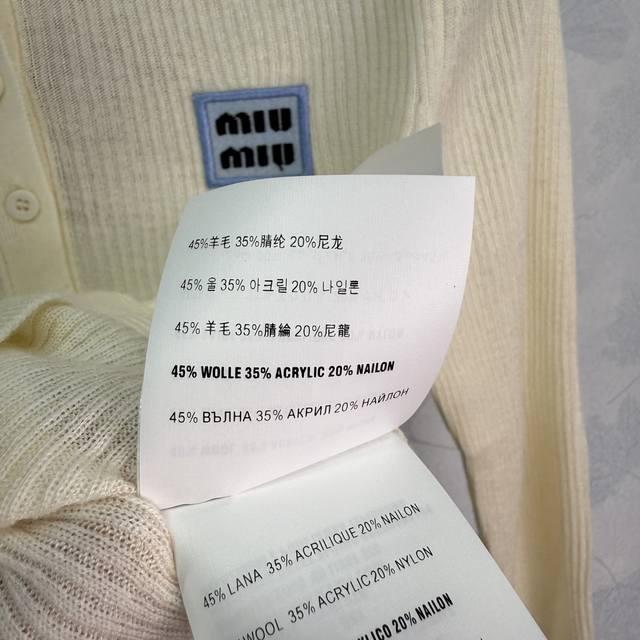 MIU
MIU
45%羊毛 35%腈纶 20%尼龙
45% 울 35% 아크릴 20% 나일론
45% 羊毛 35%腈綸 20%尼龍
45% WOLLE 35% ACRYLIC 20% NAILON
45% ВЪЛНА 35% АКРИЛ 20% НАЙЛОН
45% LANA 35% ACRILIQUE 20% NAILON
WOOL 35% ACRYLIC 20% NYLON
20% NAILON